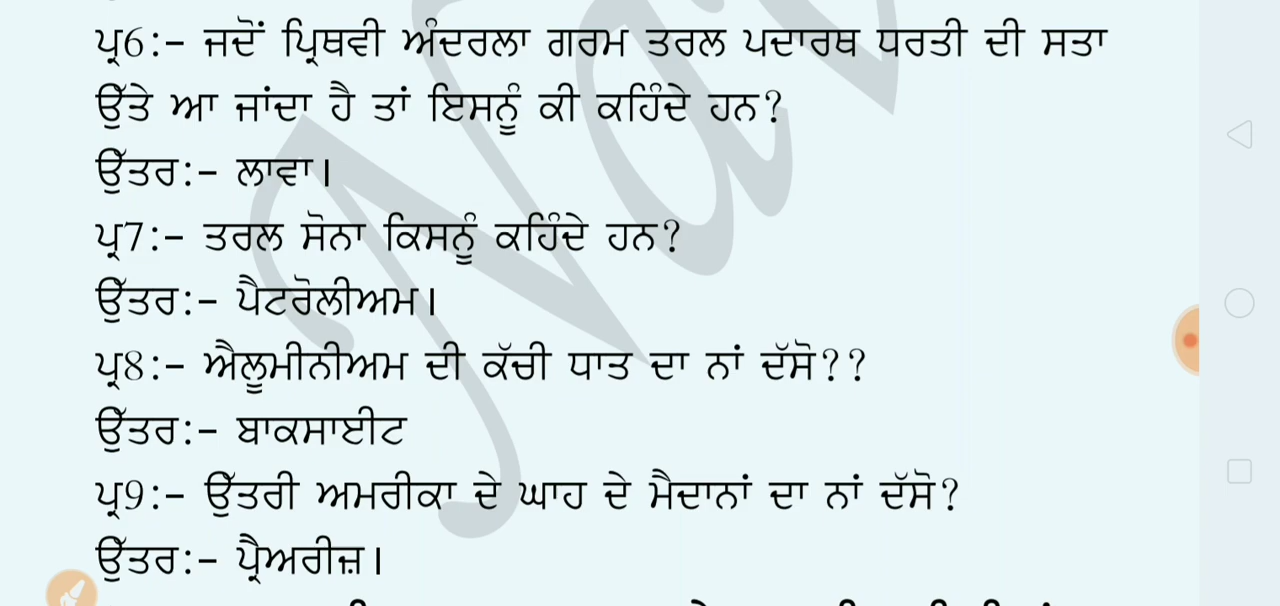 ਪ੍ਰ6:- ਜਦੋਂ ਪ੍ਰਿਥਵੀ ਅੰਦਰਲਾ ਗਰਮ ਤਰਲ ਪਦਾਰਥ ਧਰਤੀ ਦੀ ਸਤਾ
ਉੱਤੇ ਆ ਜਾਂਦਾ ਹੈ ਤਾਂ ਇਸਨੂੰ ਕੀ ਕਹਿੰਦੇ ਹਨ?
ਉੱਤਰ:- ਲਾਵਾ।
ਪ੍ਰ7:- ਤਰਲ ਸੋਨਾ ਕਿਸਨੂੰ ਕਹਿੰਦੇ ਹਨ?
ਉੱਤਰ:- ਪੈਟਰੋਲੀਅਮ।
ਪ੍ਰ8:- ਐਲੂਮੀਨੀਅਮ ਦੀ ਕੱਚੀ ਧਾਤ ਦਾ ਨਾਂ ਦੱਸੋ??
ਉੱਤਰ:- ਬਾਕਸਾਈਟ
ਪ੍ਰ9:- ਉੱਤਰੀ ਅਮਰੀਕਾ ਦੇ ਘਾਹ ਦੇ ਮੈਦਾਨਾਂ ਦਾ ਨਾਂ ਦੱਸੋ?
ਉੱਤਰ:- ਪ੍ਰੈਅਰੀਜ਼।